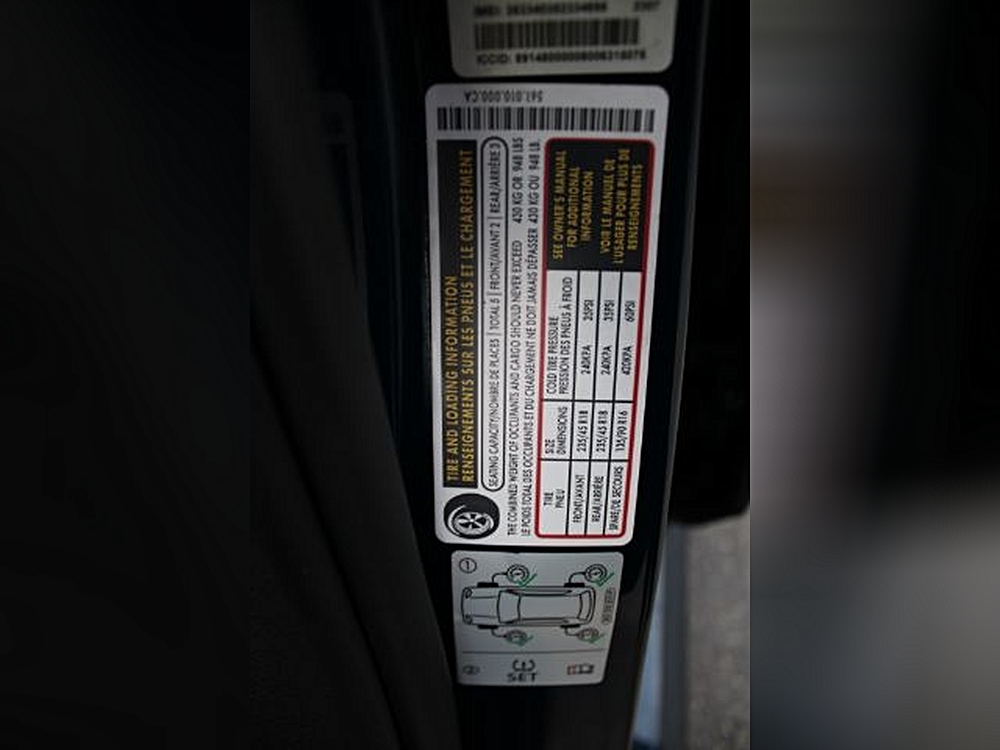 ICCID: 89148000008006318078
561.010.000.CA
TIRE AND LOADING INFORMATION
RENSEIGNEMENTS SUR LES PNEUS ET LE CHARGEMENT
SEATING CAPACITY/NOMBRE DE PLACES | TOTAL 5 | FRONT/AVANT 2 | REAR/ARRIÈRE 3
THE COMBINED WEIGHT OF OCCUPANTS AND CARGO SHOULD NEVER EXCEED 430 KG OR 948 LBS
LE POIDS TOTAL DES OCCUPANTS ET DU CHARGEMENT NE DOIT JAMAIS DÉPASSER 430 KG OU 948 LB.
TIRE SIZE COLD TIRE PRESSURE
PNEU DIMENSIONS PRESSION DES PNEUS À FROID
FRONT/AVANT 235/45 R18 240KPA 35PSI
REAR/ARRIÈRE 235/45 R18 240KPA 35PSI
SPARE/DE SECOURS 135/90 R16 420KPA 60PSI
SEE OWNER'S MANUAL
FOR ADDITIONAL
INFORMATION
VOIR LE MANUEL DE
L'USAGER POUR PLUS DE
RENSEIGNEMENTS
1
2
SET